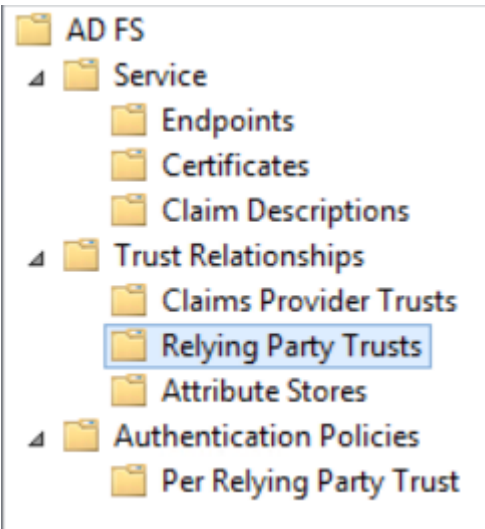 AD FS
Service
Endpoints
Certificates
Claim Descriptions
Trust Relationships
Claims Provider Trusts
Relying Party Trusts
Attribute Stores
Authentication Policies
Per Relying Party Trust